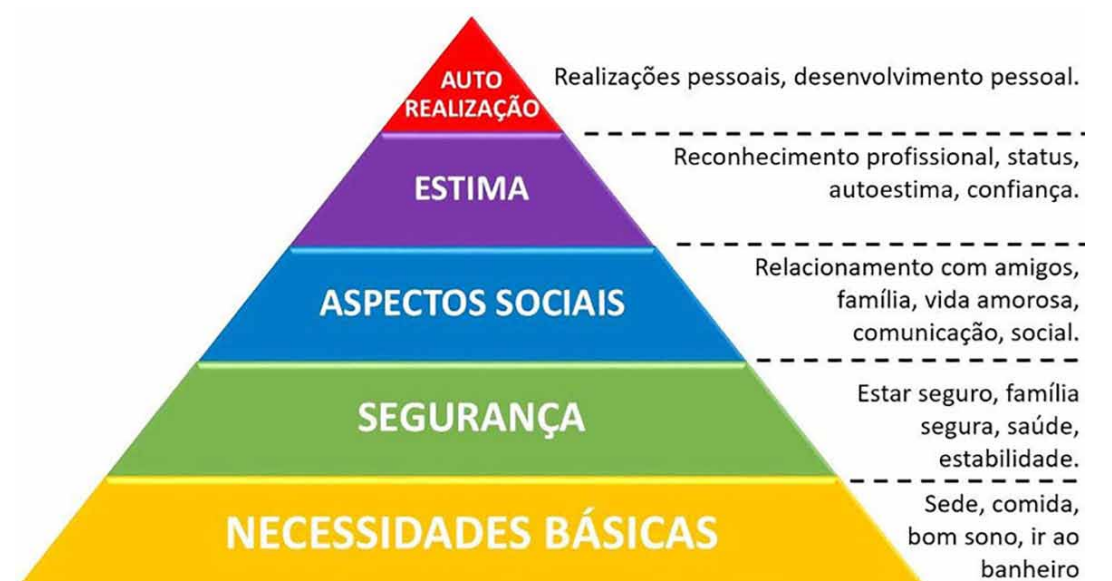 AUTO
REALIZAÇÃO
Realizações pessoais, desenvolvimento pessoal.
ESTIMA
Reconhecimento profissional, status,
autoestima, confiança.
ASPECTOS SOCIAIS
Relacionamento com amigos,
família, vida amorosa,
comunicação, social.
SEGURANÇA
Estar seguro, família
segura, saúde,
estabilidade.
NECESSIDADES BÁSICAS
Sede, comida,
bom sono, ir ao
banheiro